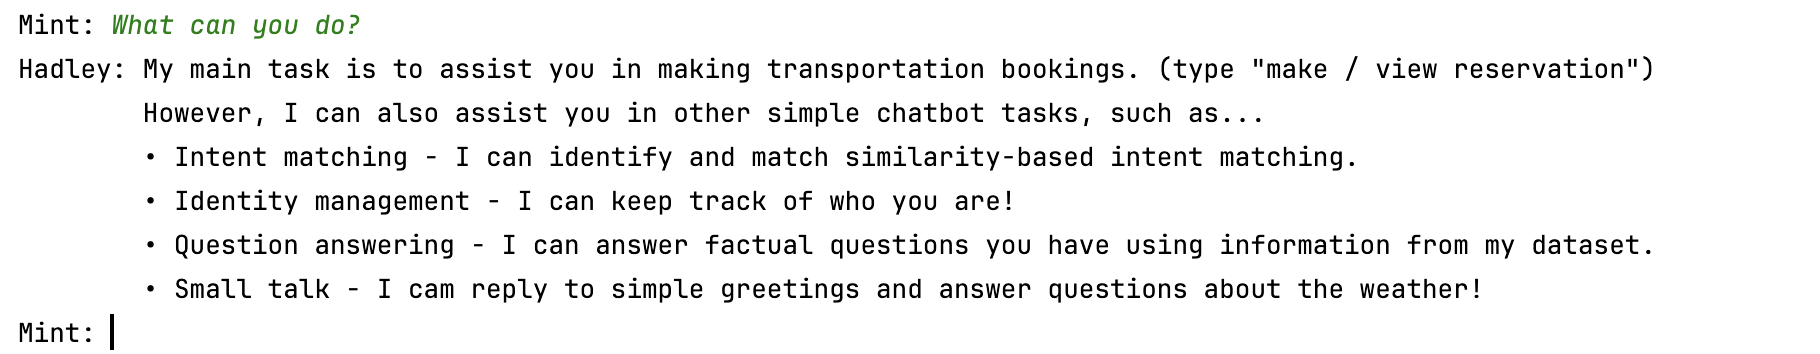 Mint: What can you do?
Hadley: My main task is to assist you in making transportation bookings. (type "make / view reservation")
However, I can also assist you in other simple chatbot tasks, such as...
• Intent matching - I can identify and match similarity-based intent matching.
• Identity management - I can keep track of who you are!
• Question answering - I can answer factual questions you have using information from my dataset.
• Small talk - I cam reply to simple greetings and answer questions about the weather!
Mint: